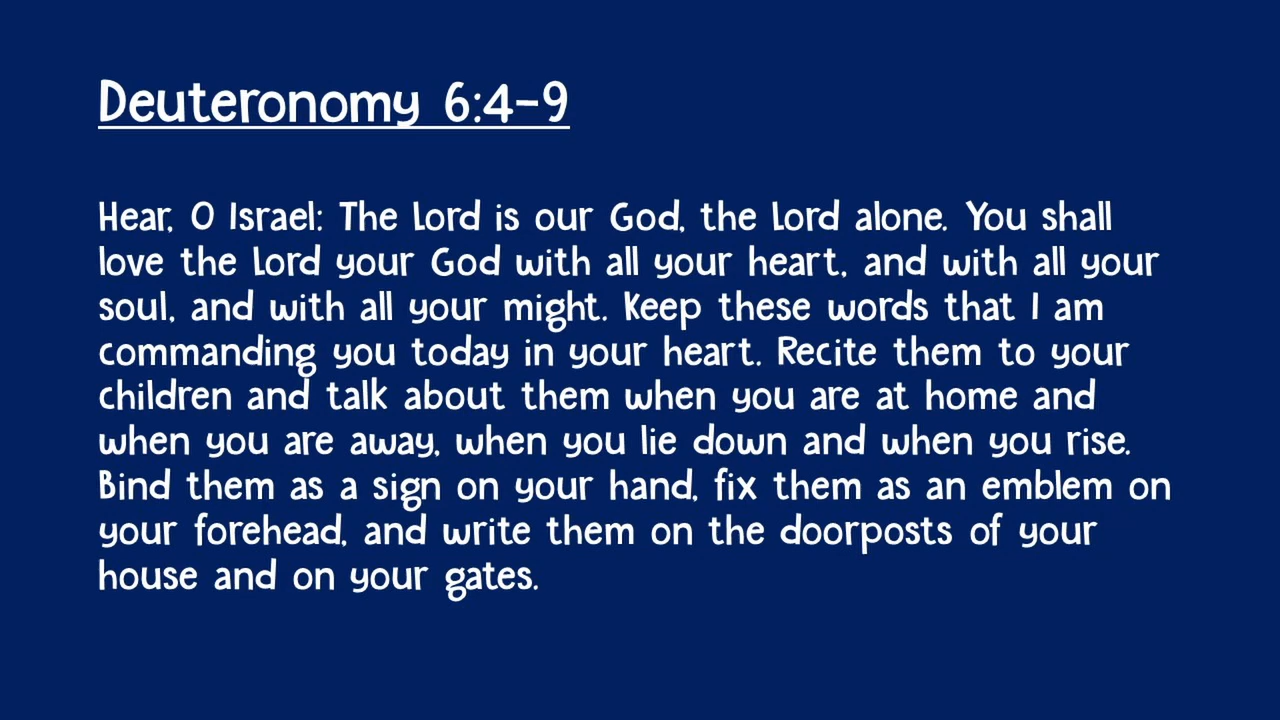 Deuteronomy 6:4–9
Hear, O Israel: The Lord is our God, the Lord alone. You shall
love the Lord your God with all your heart, and with all your
soul, and with all your might. Keep these words that I am
commanding you today in your heart. Recite them to your
children and talk about them when you are at home and
when you are away, when you lie down and when you rise.
Bind them as a sign on your hand, fix them as an emblem on
your forehead, and write them on the doorposts of your
house and on your gates.